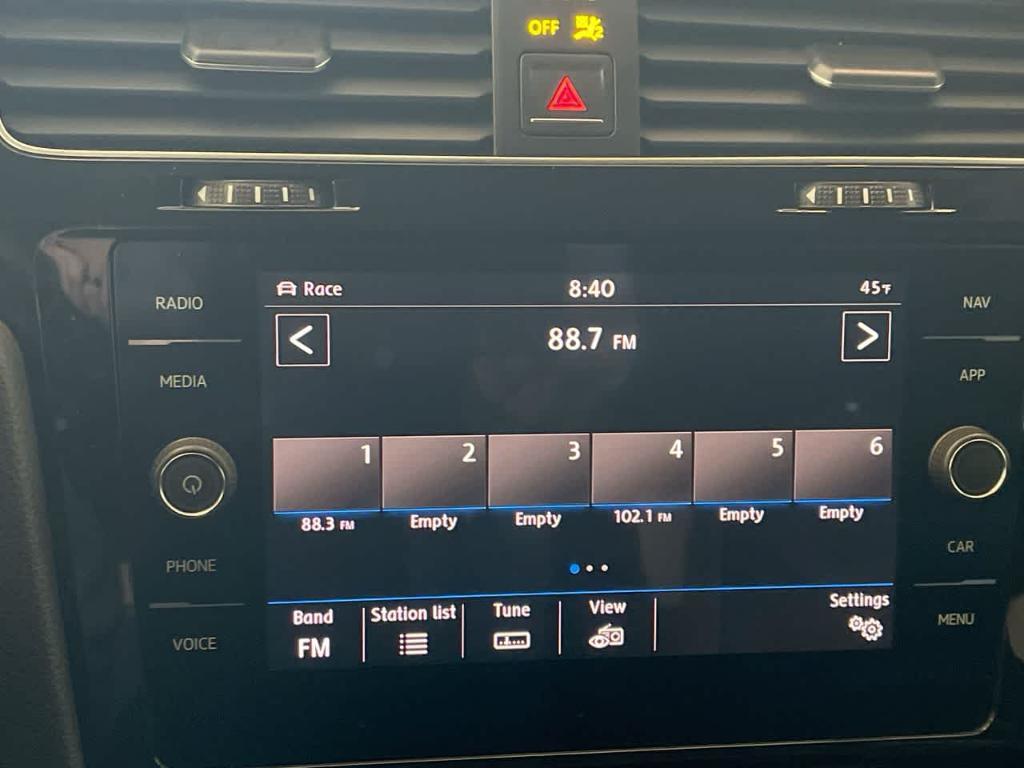 OFF
RADIO
MEDIA
PHONE
VOICE
Race 8:40 45°F
< 88.7 FM >
1 2 3 4 5 6
88.3 FM Empty Empty 102.1 FM Empty Empty
Band Station list Tune View Settings
FM
NAV
APP
CAR
MENU